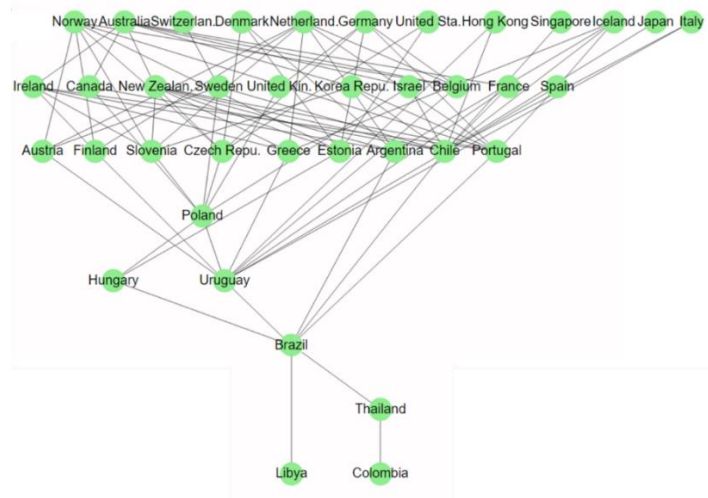 Norway Australia Switzerlan. Denmark Netherland. Germany United Sta. Hong Kong Singapore Iceland Japan Italy
Ireland Canada New Zealan. Sweden United Kin. Korea Repu. Israel Belgium France Spain
Austria Finland Slovenia Czech Repu. Greece Estonia Argentina Chile Portugal
Poland
Hungary Uruguay
Brazil
Thailand
Libya Colombia